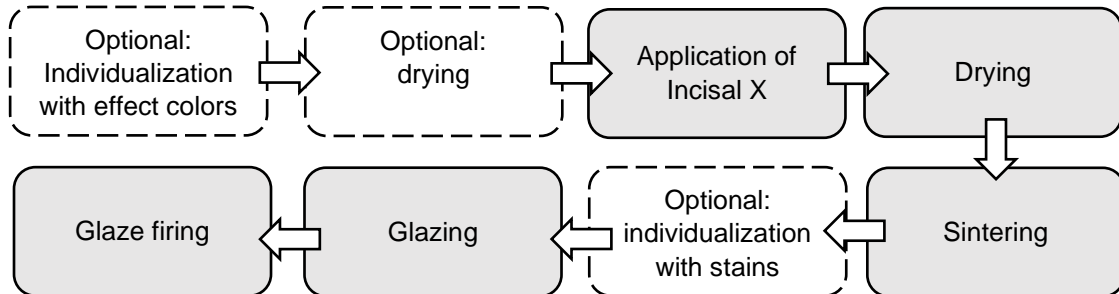 Optional:
Individualization
with effect colors
Optional:
drying
Application of
Incisal X
Drying
Glaze firing
Glazing
Optional:
individualization
with stains
Sintering